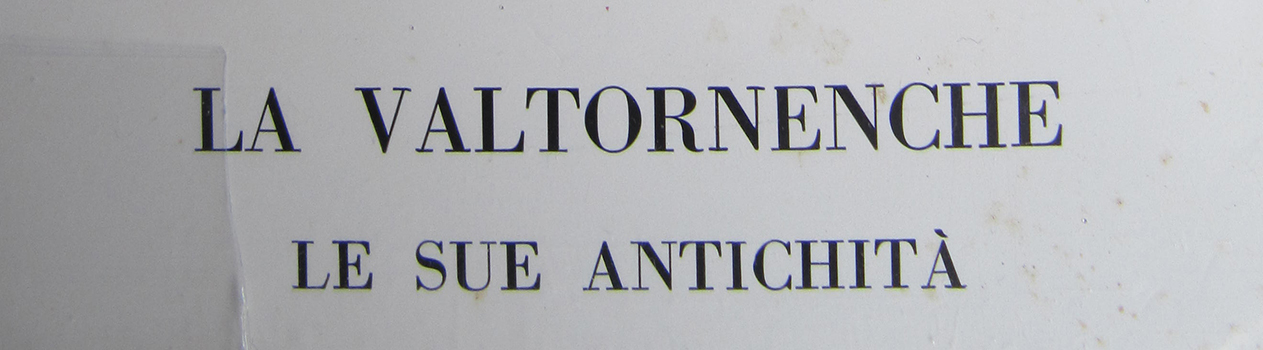 LA VALTORNENCHE
LE SUE ANTICHITÀ